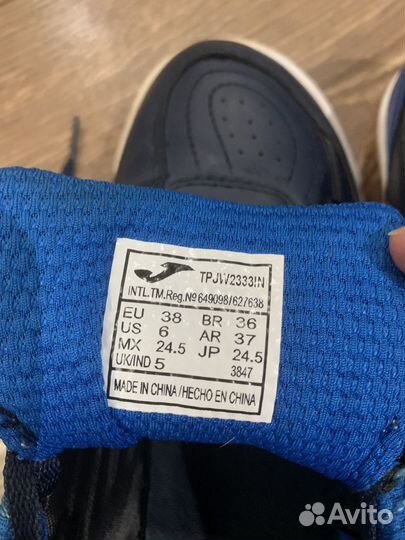 TPJW2333IN
INTL.TM.Reg.Nº649098/627638
EU 38 BR 36
US 6 AR 37
MX 24.5 JP 24.5
UK/IND 5 3847
MADE IN CHINA/HECHO EN CHINA
Avito